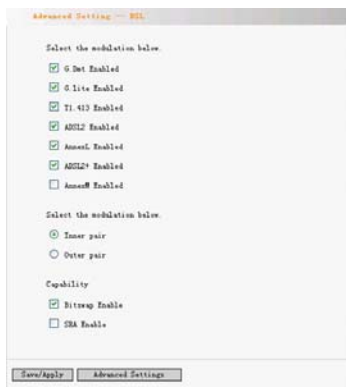 Advanced Setting -- DSL
Select the modulation below.
G.Dmt Enabled
G.lite Enabled
T1.413 Enabled
ADSL2 Enabled
AnnexL Enabled
ADSL2+ Enabled
AnnexM Enabled
Select the modulation below.
Inner pair
Outer pair
Capability
Bitswap Enable
SRA Enable
Save/Apply Advanced Settings